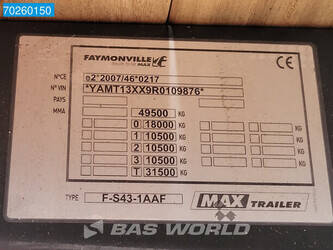 70260150
FAYMONVILLE
MAX
CE
N°CE e2*2007/46*0217
N° VIN *YAMT13XX9R0109876*
PAYS
MMA 49500 KG
0 18000 KG
1 10500 KG
2 10500 KG
3 10500 KG
T 31500 KG
TYPE F-S43-1AAF
MAX TRAILER
BAS WORLD